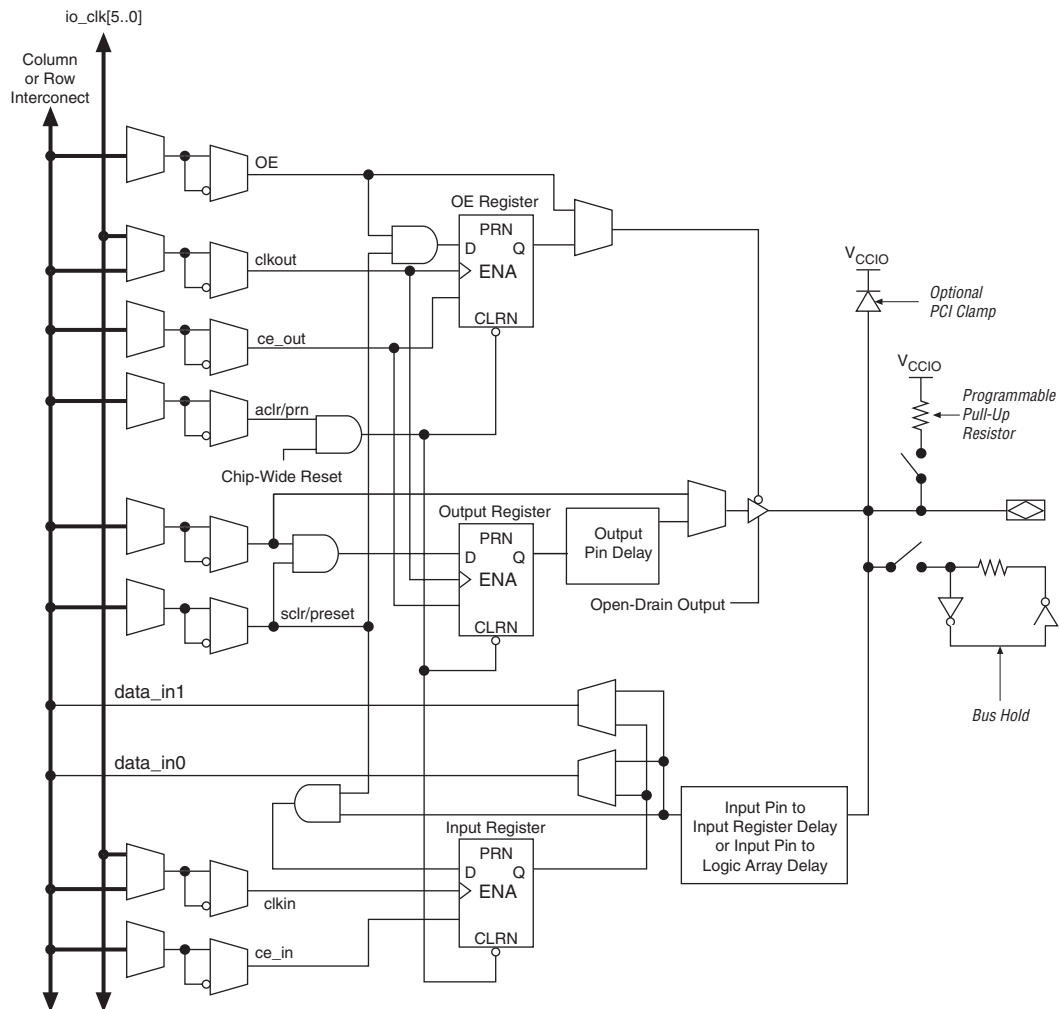 io_clk[5..0]
Column
or Row
Interconect
OE
OE Register
PRN
D
Q
ENA
CLRN
clkout
ce_out
aclr/prn
Chip-Wide Reset
VCCIO
Optional
PCI Clamp
VCCIO
Programmable
Pull-Up
Resistor
Output Register
PRN
D
Q
ENA
CLRN
Output
Pin Delay
Open-Drain Output
sclr/preset
Bus Hold
data_in1
data_in0
Input Pin to
Input Register Delay
or Input Pin to
Logic Array Delay
Input Register
PRN
D
Q
ENA
CLRN
clkin
ce_in